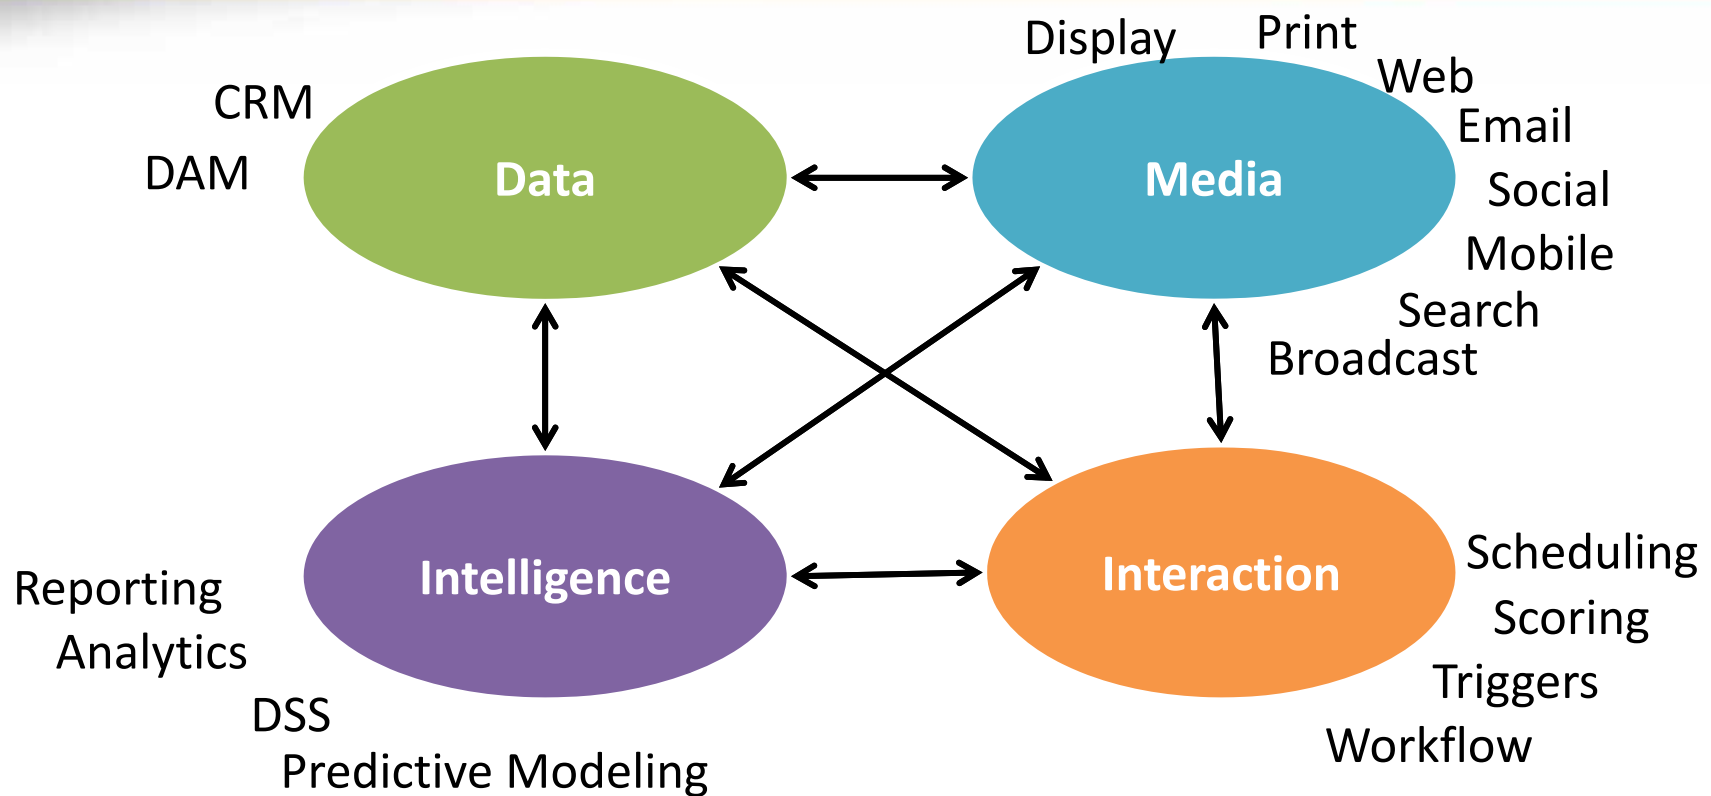 Display
Print
Web
CRM
Email
DAM
Data
Media
Social
Mobile
Search
Broadcast
Reporting
Intelligence
Interaction
Scheduling
Analytics
Scoring
DSS
Triggers
Predictive Modeling
Workflow